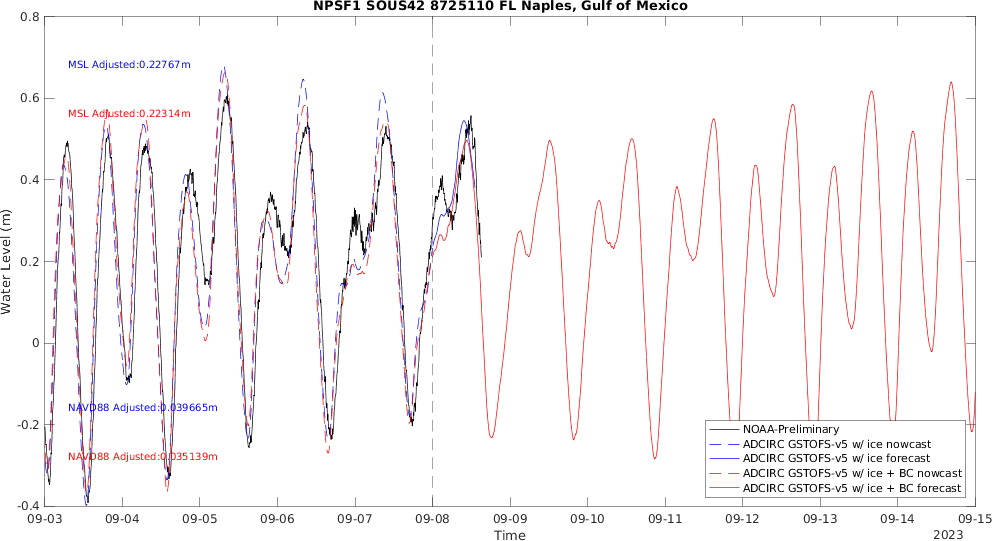 NPSF1 SOUS42 8725110 FL Naples, Gulf of Mexico
0.8
0.6
0.4
0.2
0
-0.2
-0.4
Water Level (m)
MSL Adjusted:0.22767m
MSL Adjusted:0.22314m
NAVD88 Adjusted:0.039665m
NAVD88 Adjusted:0.035139m
NOAA-Preliminary
ADCIRC GSTOFS-v5 w/ ice nowcast
ADCIRC GSTOFS-v5 w/ ice forecast
ADCIRC GSTOFS-v5 w/ ice + BC nowcast
ADCIRC GSTOFS-v5 w/ ice + BC forecast
09-03 09-04 09-05 09-06 09-07 09-08 09-09 09-10 09-11 09-12 09-13 09-14 09-15
Time
2023